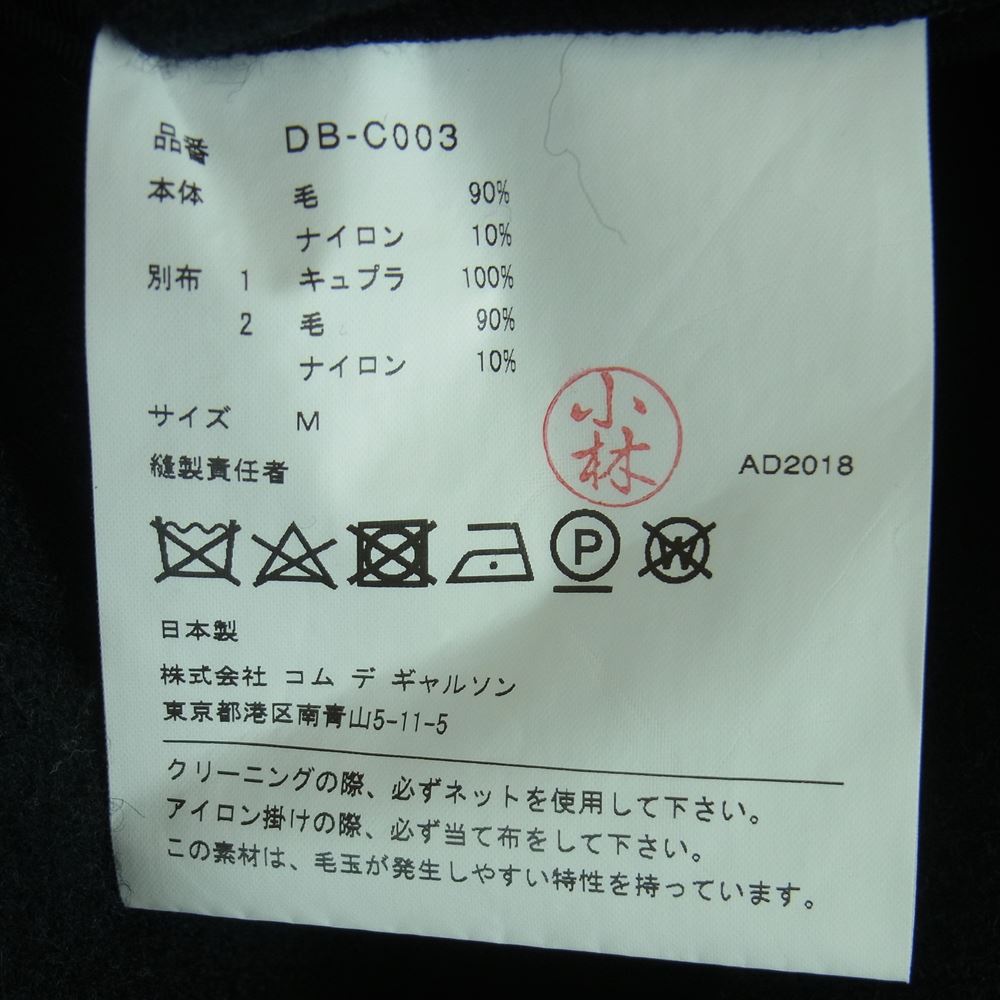 品番 DB-C003
本体 毛 90%
ナイロン 10%
別布 1 キュプラ 100%
2 毛 90%
ナイロン 10%
サイズ M
縫製責任者 小林 AD2018
P W
日本製
株式会社 コム デ ギャルソン
東京都港区南青山5-11-5
クリーニングの際、必ずネットを使用して下さい。
アイロン掛けの際、必ず当て布をして下さい。
この素材は、毛玉が発生しやすい特性を持っています。